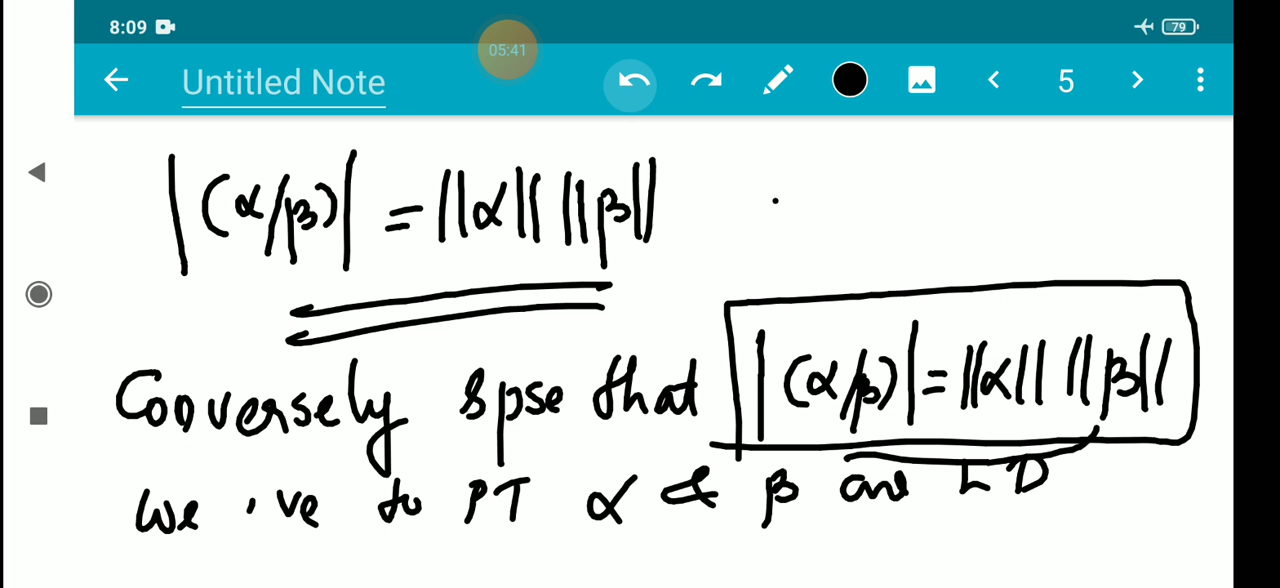 8:09
05:41
79
Untitled Note
5
|(α/β)| = ||α|| ||β||
Conversely spse that |(α/β)| = ||α|| ||β||
We 've to PT α & β are LD